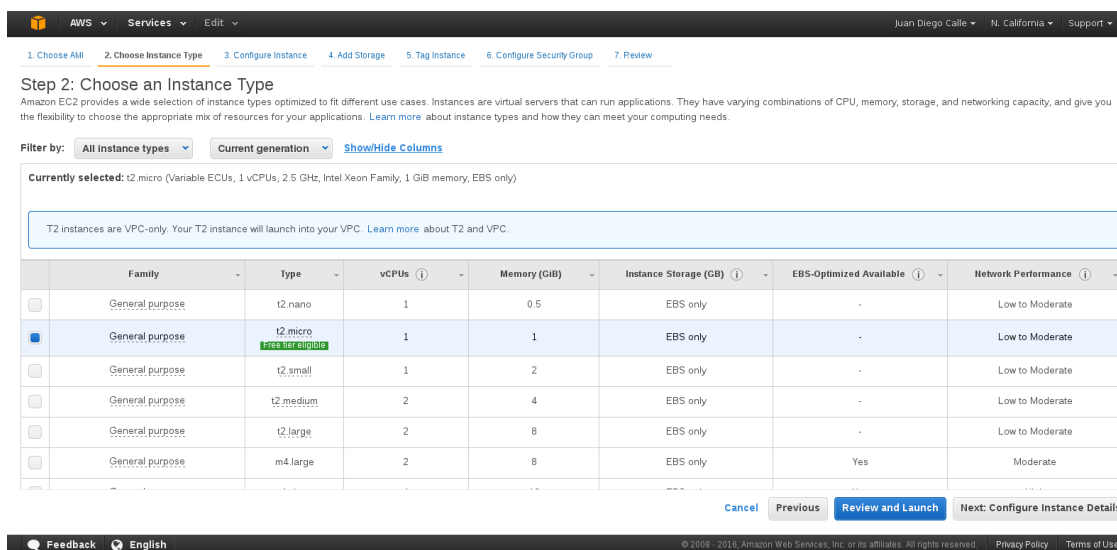 AWS Services Edit Juan Diego Calle N. California Support
1. Choose AMI 2. Choose Instance Type 3. Configure Instance 4. Add Storage 5. Tag Instance 6. Configure Security Group 7. Review
Step 2: Choose an Instance Type
Amazon EC2 provides a wide selection of instance types optimized to fit different use cases. Instances are virtual servers that can run applications. They have varying combinations of CPU, memory, storage, and networking capacity, and give you
the flexibility to choose the appropriate mix of resources for your applications. Learn more about instance types and how they can meet your computing needs.
Filter by: All instance types Current generation Show/Hide Columns
Currently selected: t2.micro (Variable ECUs, 1 vCPUs, 2.5 GHz, Intel Xeon Family, 1 GiB memory, EBS only)
T2 instances are VPC-only. Your T2 instance will launch into your VPC. Learn more about T2 and VPC.
Family Type vCPUs Memory (GiB) Instance Storage (GB) EBS-Optimized Available Network Performance
General purpose t2.nano 1 0.5 EBS only - Low to Moderate
General purpose t2.micro 1 1 EBS only - Low to Moderate
Free tier eligible
General purpose t2.small 1 2 EBS only - Low to Moderate
General purpose t2.medium 2 4 EBS only - Low to Moderate
General purpose t2.large 2 8 EBS only - Low to Moderate
General purpose m4.large 2 8 EBS only Yes Moderate
Cancel Previous Review and Launch Next: Configure Instance Details
Feedback English © 2008 - 2016, Amazon Web Services, Inc. or its affiliates. All rights reserved. Privacy Policy Terms of Use